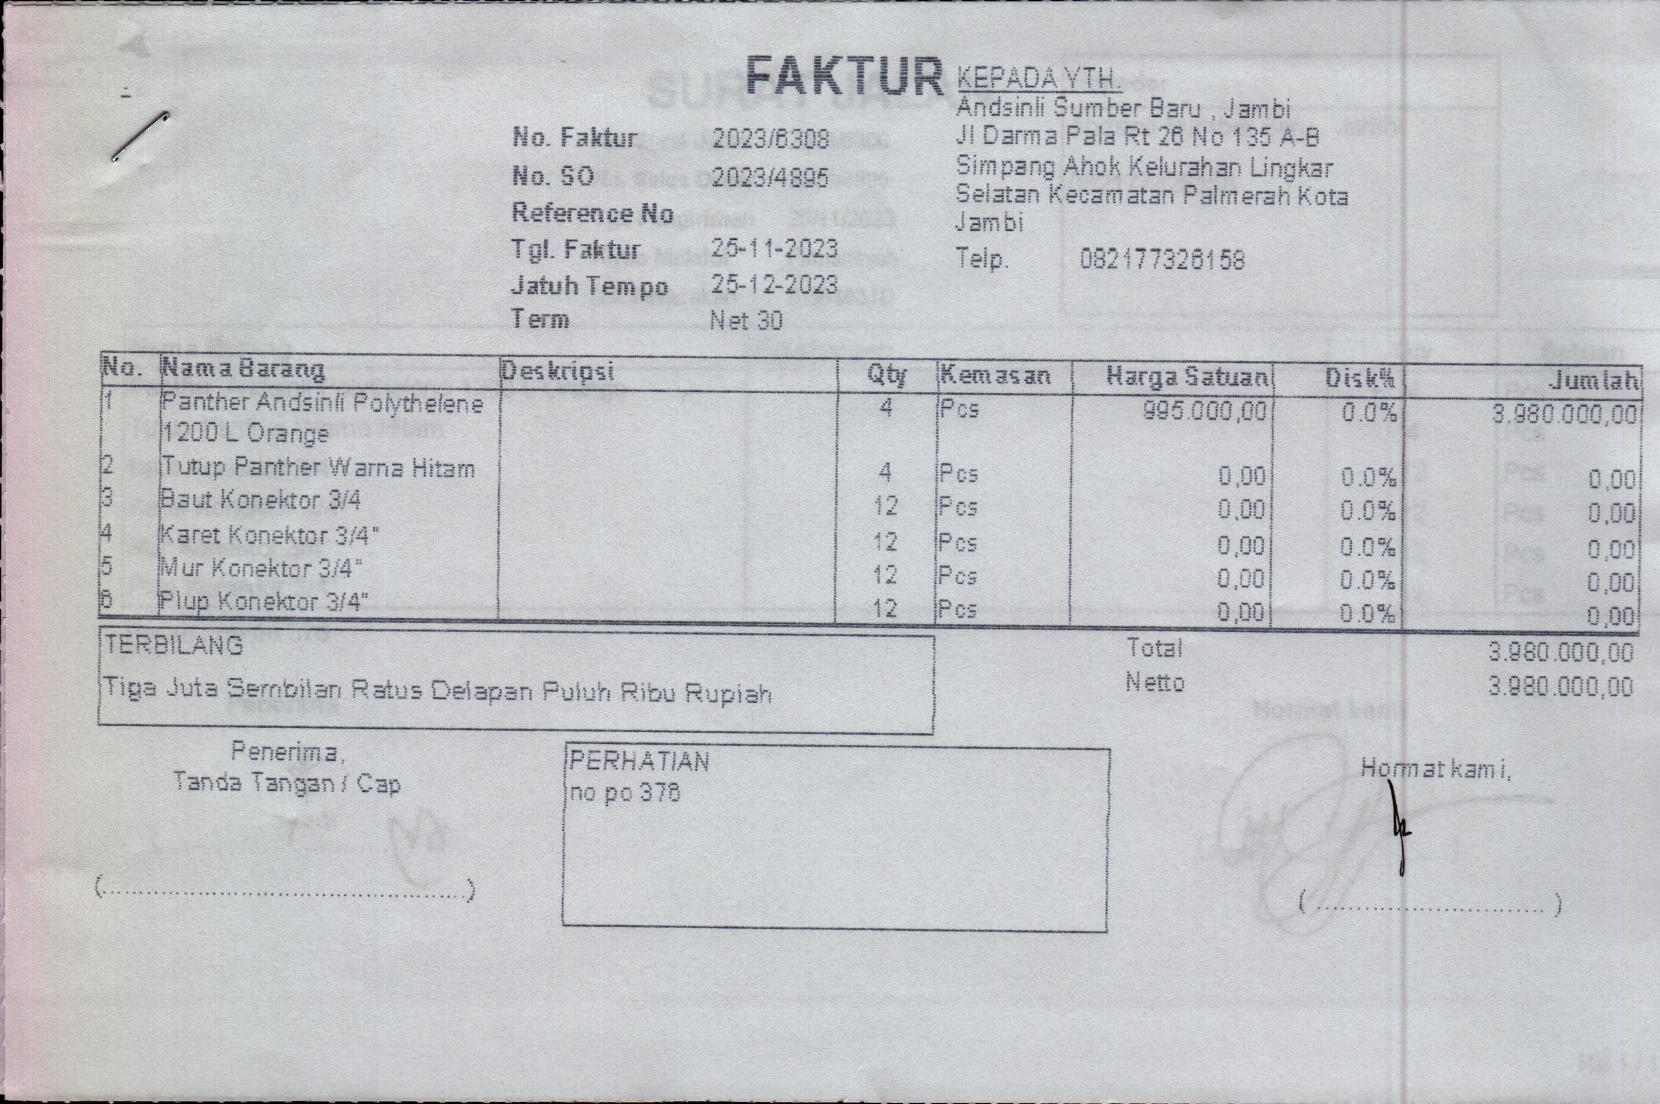 FAKTUR
KEPADA YTH.
Andsinli Sumber Baru , Jambi
Jl Darma Pala Rt 26 No 135 A-B
Simpang Ahok Kelurahan Lingkar
Selatan Kecamatan Palmerah Kota
Jambi
Telp. 082177326158
No. Faktur 2023/6308
No. SO 2023/4895
Reference No
Tgl. Faktur 25-11-2023
Jatuh Tempo 25-12-2023
Term Net 30
No. Nama Barang Deskripsi Qty Kemasan Harga Satuan Disk% Jumlah
1 Panther Andsinli Polythelene 4 Pcs 995.000,00 0.0% 3.980.000,00
1200 L Orange
2 Tutup Panther Warna Hitam 4 Pcs 0,00 0.0% 0,00
3 Baut Konektor 3/4 12 Pcs 0,00 0.0% 0,00
4 Karet Konektor 3/4" 12 Pcs 0,00 0.0% 0,00
5 Mur Konektor 3/4" 12 Pcs 0,00 0.0% 0,00
6 Plup Konektor 3/4" 12 Pcs 0,00 0.0% 0,00
TERBILANG
Tiga Juta Sembilan Ratus Delapan Puluh Ribu Rupiah
Total 3.980.000,00
Netto 3.980.000,00
Penerima,
Tanda Tangan / Cap
(..............................................)
PERHATIAN
no po 376
Hormat kami,
( ............................. )